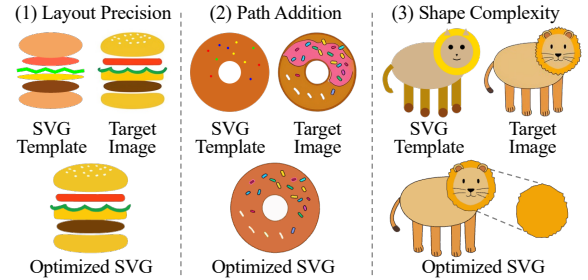 (1) Layout Precision
(2) Path Addition
(3) Shape Complexity
SVG Template
Target Image
SVG Template
Target Image
SVG Template
Target Image
Optimized SVG
Optimized SVG
Optimized SVG